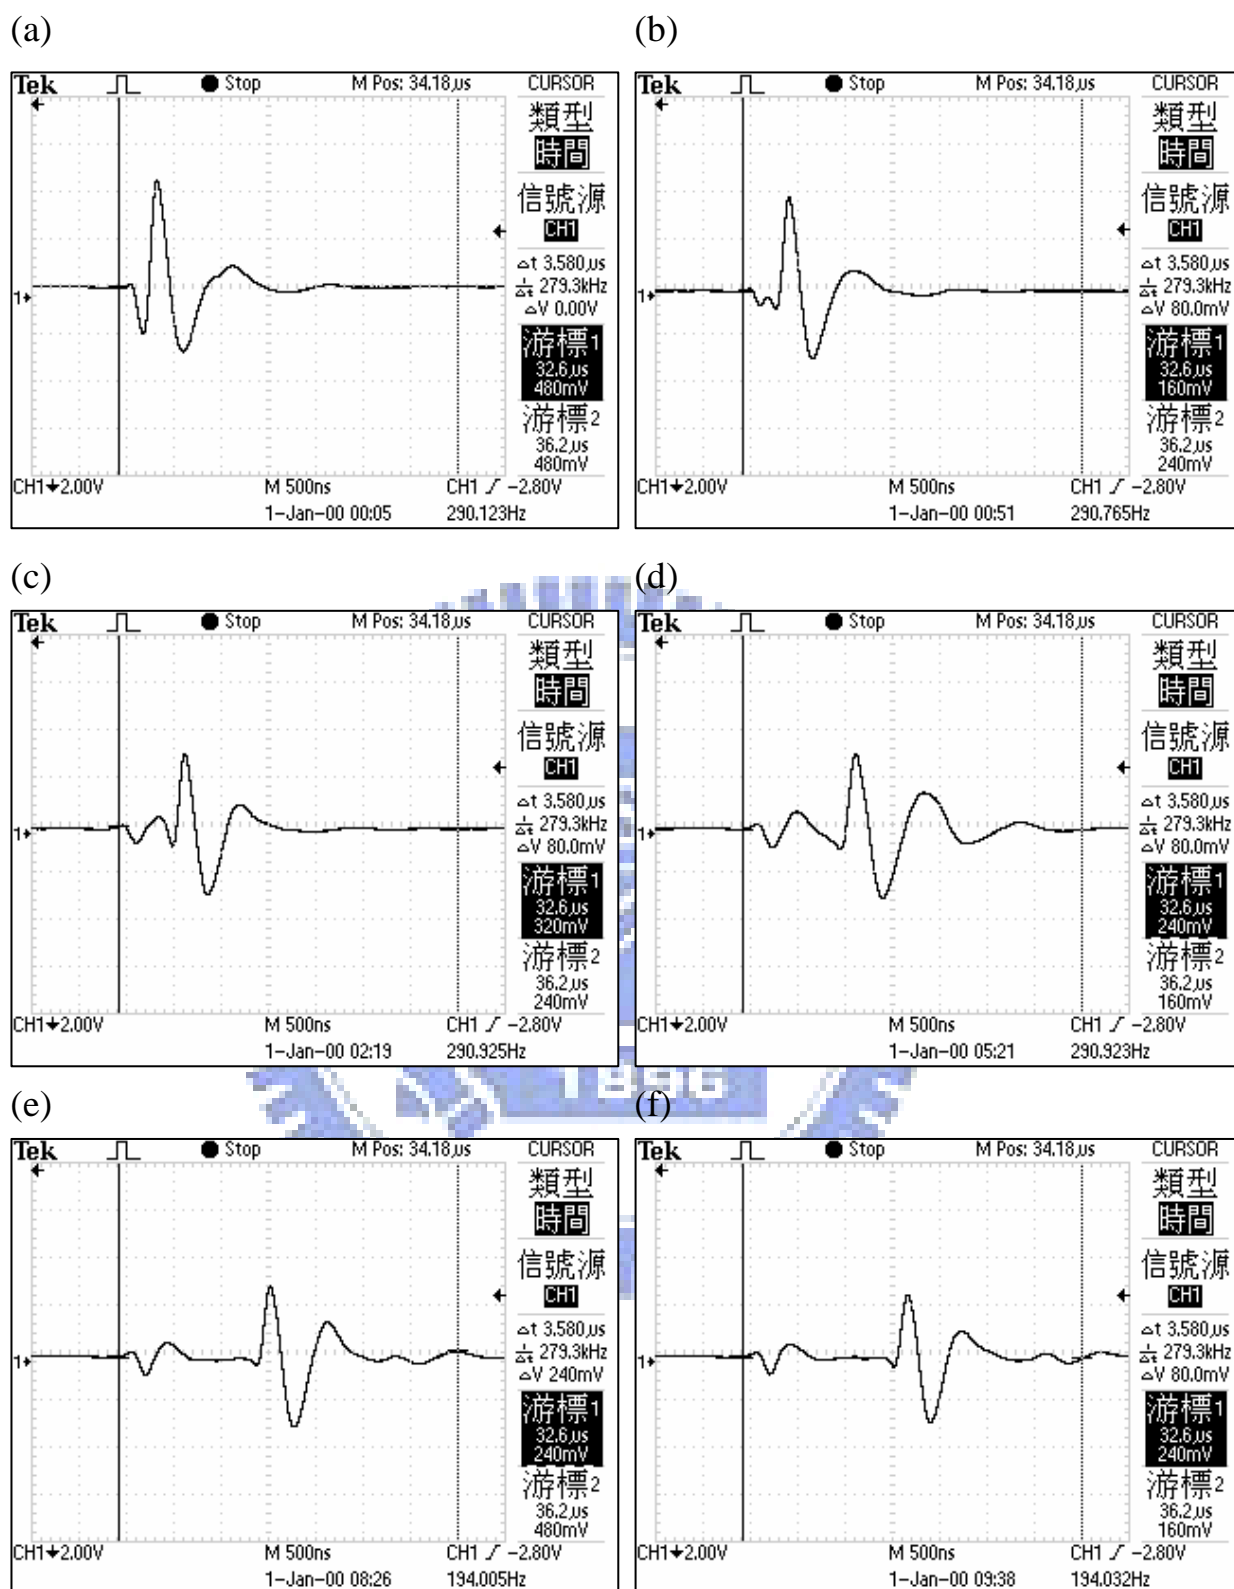 (a)
Tek Stop M Pos: 34.18µs CURSOR
類型
時間
信號源
CH1
△t 3.580µs
1/△t 279.3kHz
△V 0.00V
游標1
32.6µs
480mV
游標2
36.2µs
480mV
1
CH1 2.00V M 500ns CH1 -2.80V
1-Jan-00 00:05 290.123Hz
(b)
Tek Stop M Pos: 34.18µs CURSOR
類型
時間
信號源
CH1
△t 3.580µs
1/△t 279.3kHz
△V 80.0mV
游標1
32.6µs
160mV
游標2
36.2µs
240mV
1
CH1 2.00V M 500ns CH1 -2.80V
1-Jan-00 00:51 290.765Hz
(c)
Tek Stop M Pos: 34.18µs CURSOR
類型
時間
信號源
CH1
△t 3.580µs
1/△t 279.3kHz
△V 80.0mV
游標1
32.6µs
320mV
游標2
36.2µs
240mV
1
CH1 2.00V M 500ns CH1 -2.80V
1-Jan-00 02:19 290.925Hz
(d)
Tek Stop M Pos: 34.18µs CURSOR
類型
時間
信號源
CH1
△t 3.580µs
1/△t 279.3kHz
△V 80.0mV
游標1
32.6µs
240mV
游標2
36.2µs
160mV
1
CH1 2.00V M 500ns CH1 -2.80V
1-Jan-00 05:21 290.923Hz
1896
(e)
Tek Stop M Pos: 34.18µs CURSOR
類型
時間
信號源
CH1
△t 3.580µs
1/△t 279.3kHz
△V 240mV
游標1
32.6µs
240mV
游標2
36.2µs
480mV
1
CH1 2.00V M 500ns CH1 -2.80V
1-Jan-00 08:26 194.005Hz
(f)
Tek Stop M Pos: 34.18µs CURSOR
類型
時間
信號源
CH1
△t 3.580µs
1/△t 279.3kHz
△V 80.0mV
游標1
32.6µs
240mV
游標2
36.2µs
160mV
1
CH1 2.00V M 500ns CH1 -2.80V
1-Jan-00 09:38 194.032Hz